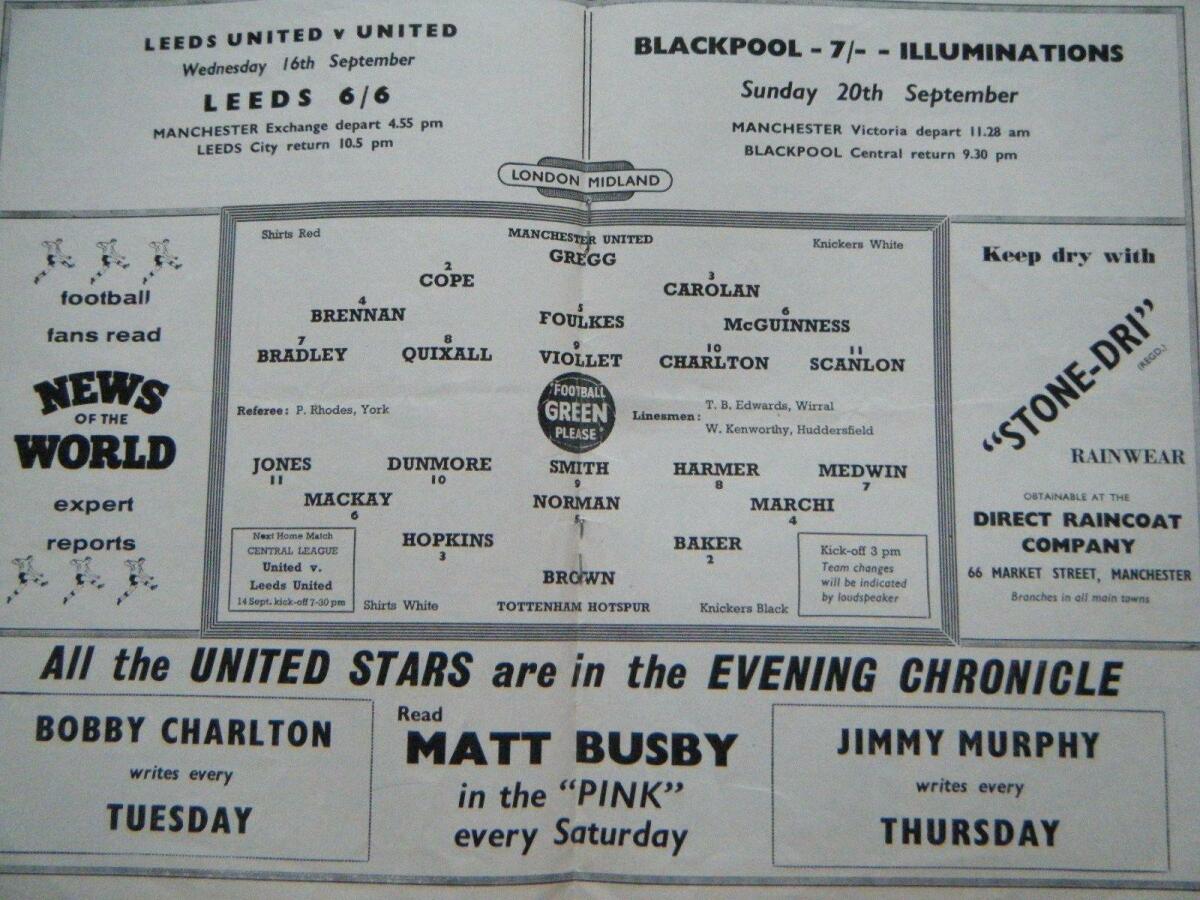 LEEDS UNITED v UNITED
Wednesday 16th September
LEEDS 6/6
MANCHESTER Exchange depart 4.55 pm
LEEDS City return 10.5 pm
BLACKPOOL - 7/- - ILLUMINATIONS
Sunday 20th September
MANCHESTER Victoria depart 11.28 am
BLACKPOOL Central return 9.30 pm
LONDON MIDLAND
football
fans read
NEWS
OF THE
WORLD
expert
reports
Shirts Red
MANCHESTER UNITED
Knickers White
1
GREGG
2
COPE
3
CAROLAN
4
BRENNAN
5
FOULKES
6
McGUINNESS
7
BRADLEY
8
QUIXALL
9
VIOLLET
10
CHARLTON
11
SCANLON
Referee: P. Rhodes, York
FOOTBALL
GREEN
PLEASE
Linesmen: T. B. Edwards, Wirral
W. Kenworthy, Huddersfield
JONES
11
DUNMORE
10
SMITH
9
HARMER
8
MEDWIN
7
MACKAY
6
NORMAN
5
MARCHI
4
HOPKINS
3
BAKER
2
BROWN
Next Home Match
CENTRAL LEAGUE
United v.
Leeds United
14 Sept. kick-off 7-30 pm
Shirts White
TOTTENHAM HOTSPUR
Knickers Black
Kick-off 3 pm
Team changes
will be indicated
by loudspeaker
Keep dry with
"STONE-DRI"
(REGD.)
RAINWEAR
OBTAINABLE AT THE
DIRECT RAINCOAT
COMPANY
66 MARKET STREET, MANCHESTER
Branches in all main towns
All the UNITED STARS are in the EVENING CHRONICLE
BOBBY CHARLTON
writes every
TUESDAY
Read
MATT BUSBY
in the "PINK"
every Saturday
JIMMY MURPHY
writes every
THURSDAY